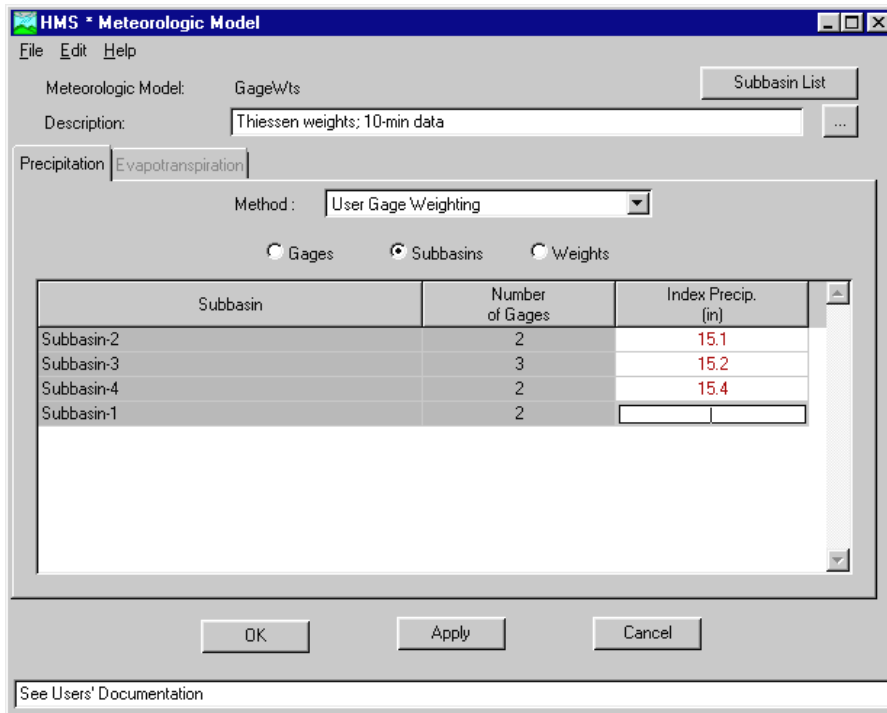 HMS * Meteorologic Model
File Edit Help
Meteorologic Model: GageWts
Subbasin List
Description: Thiessen weights; 10-min data ...
Precipitation Evapotranspiration
Method : User Gage Weighting
Gages Subbasins Weights
Subbasin Number of Gages Index Precip. (in)
Subbasin-2 2 15.1
Subbasin-3 3 15.2
Subbasin-4 2 15.4
Subbasin-1 2
OK Apply Cancel
See Users' Documentation